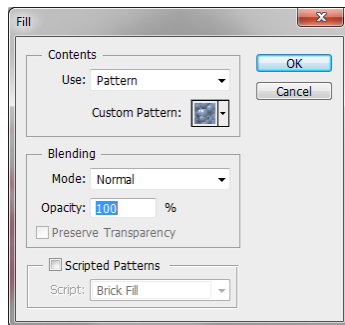 Fill
Contents
Use: Pattern
Custom Pattern:
OK
Cancel
Blending
Mode: Normal
Opacity: 100 %
Preserve Transparency
Scripted Patterns
Script: Brick Fill